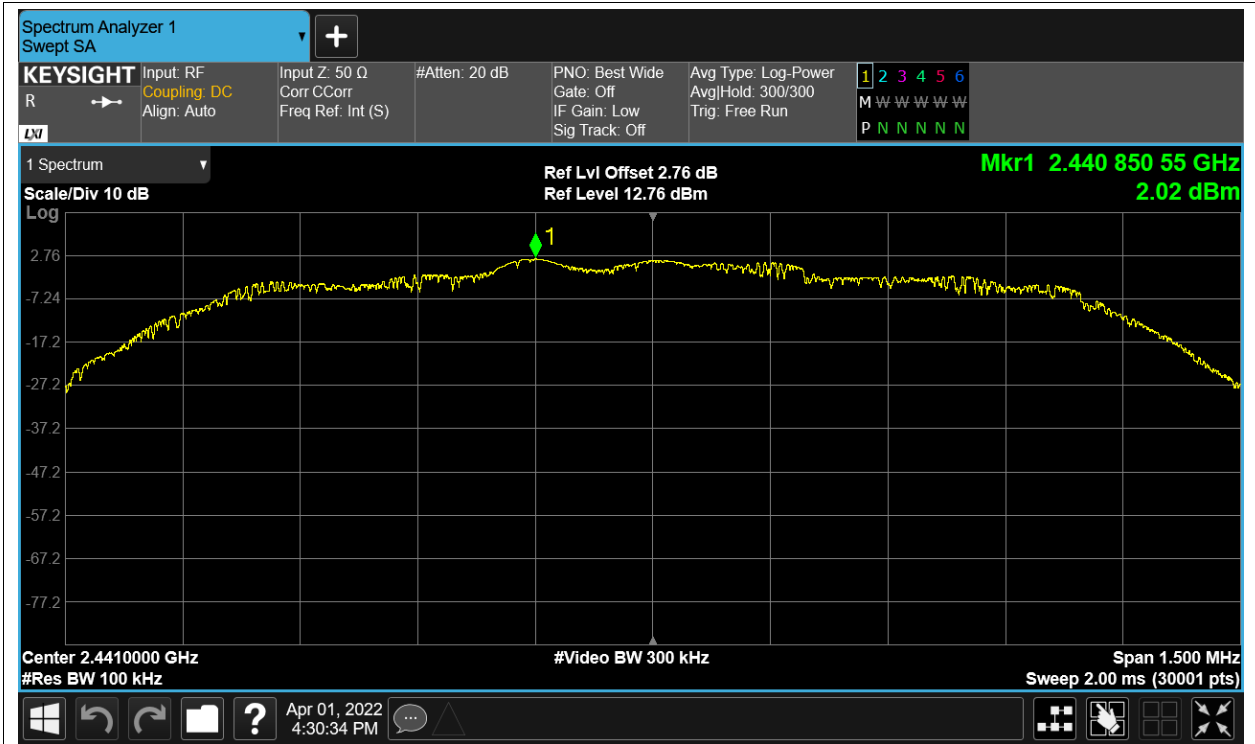 Spectrum Analyzer 1
Swept SA
KEYSIGHT
R
LXI
Input: RF
Coupling: DC
Align: Auto
Input Z: 50 Ω
Corr CCorr
Freq Ref: Int (S)
#Atten: 20 dB
PNO: Best Wide
Gate: Off
IF Gain: Low
Sig Track: Off
Avg Type: Log-Power
Avg|Hold: 300/300
Trig: Free Run
1 2 3 4 5 6
M W W W W W
P N N N N N
1 Spectrum
Scale/Div 10 dB
Log
Ref Lvl Offset 2.76 dB
Ref Level 12.76 dBm
Mkr1 2.440 850 55 GHz
2.02 dBm
1
2.76
-7.24
-17.2
-27.2
-37.2
-47.2
-57.2
-67.2
-77.2
Center 2.4410000 GHz
#Res BW 100 kHz
#Video BW 300 kHz
Span 1.500 MHz
Sweep 2.00 ms (30001 pts)
?
Apr 01, 2022
4:30:34 PM